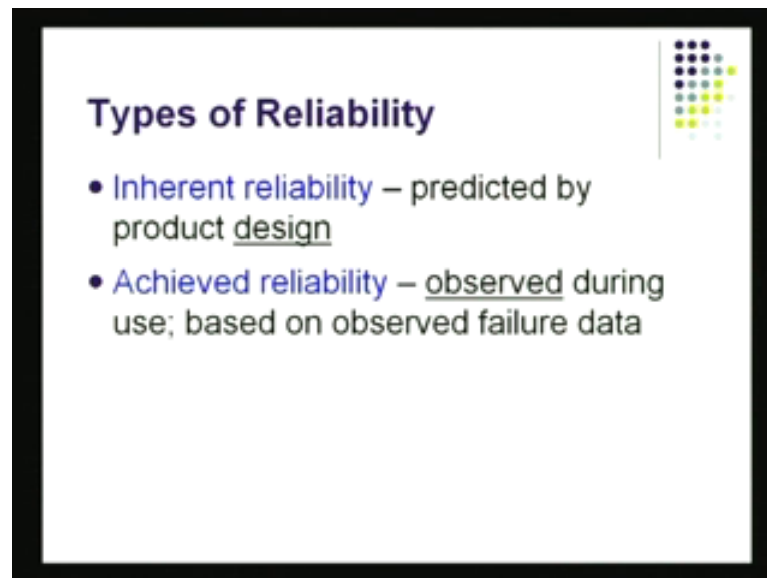 Types of Reliability
• Inherent reliability – predicted by
product design
• Achieved reliability – observed during
use; based on observed failure data